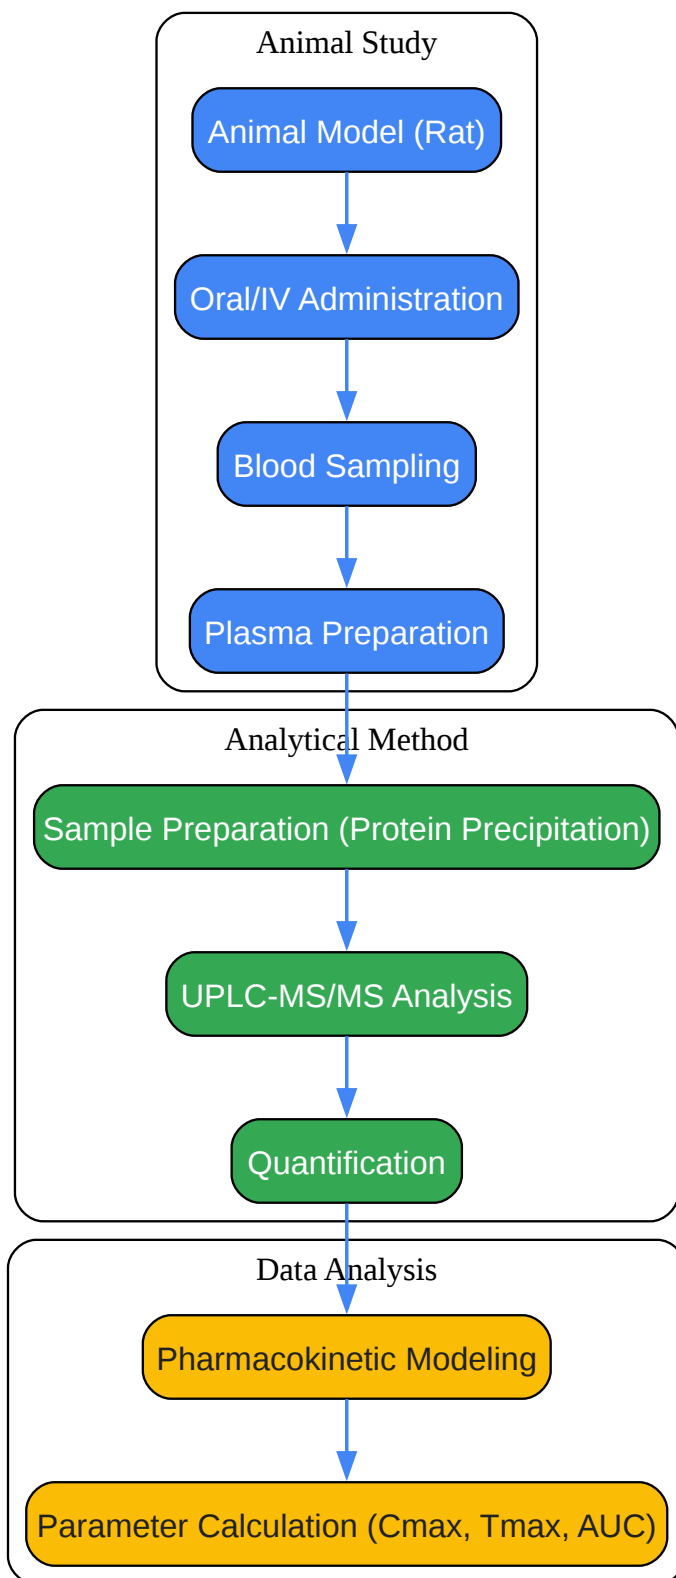 Animal Study
Animal Model (Rat)
Oral/IV Administration
Blood Sampling
Plasma Preparation
Analytical Method
Sample Preparation (Protein Precipitation)
UPLC-MS/MS Analysis
Quantification
Data Analysis
Pharmacokinetic Modeling
Parameter Calculation (Cmax, Tmax, AUC)